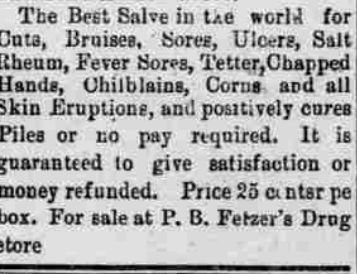 The Best Salve in the world for
Cuts, Bruises, Sores, Ulcers, Salt
Rheum, Fever Sores, Tetter,Chapped
Hands, Chilblains, Corns and all
Skin Eruptions, and positively cures
Piles or no pay required. It is
guaranteed to give satisfaction or
money refunded. Price 25 centsr pe
box. For sale at P. B. Fetzer's Drug
store